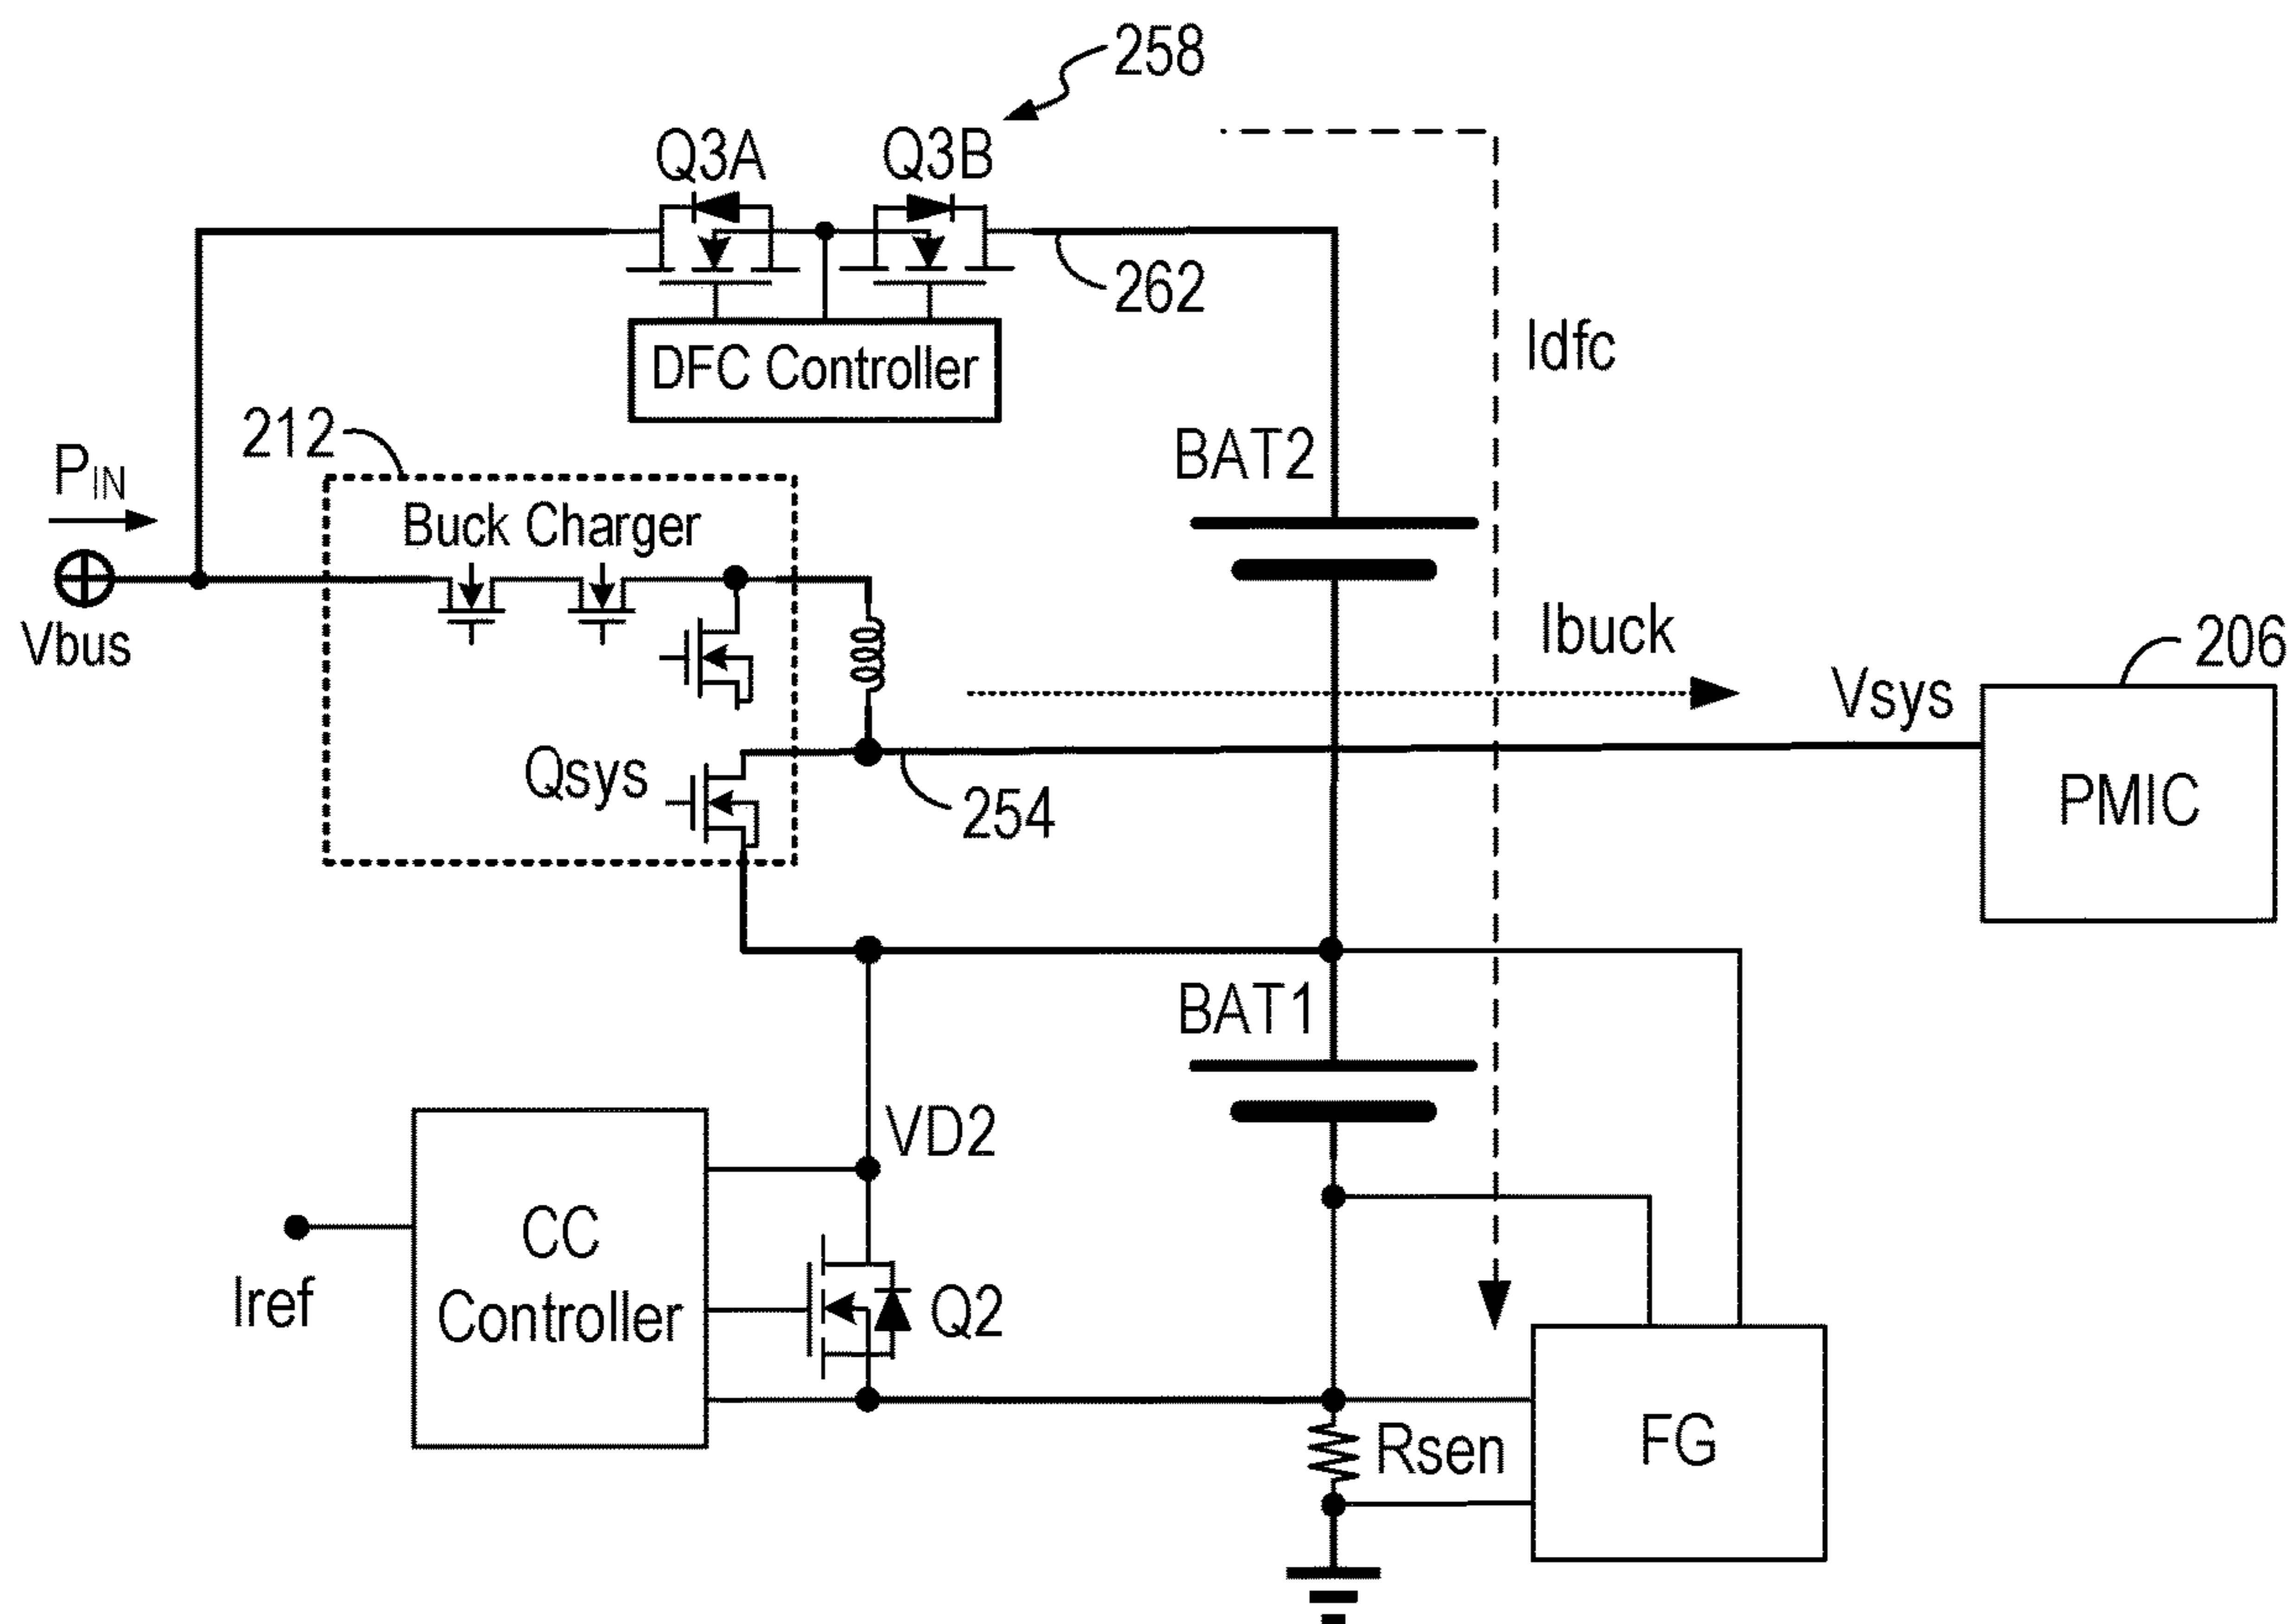 258
Q3A
Q3B
262
DFC Controller
Idfc
212
BAT2
PIN
Buck Charger
Vbus
Ibuck
206
Vsys
Qsys
254
PMIC
BAT1
VD2
CC
Controller
Iref
Q2
Rsen
FG